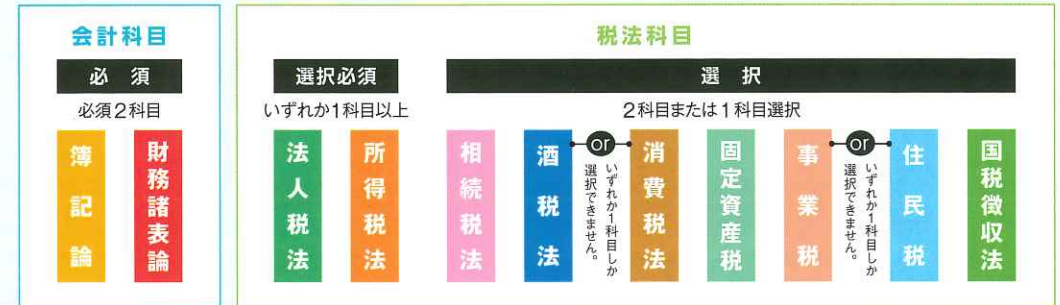 会計科目
必須
必須2科目
簿記論
財務諸表論
税法科目
選択必須
いずれか1科目以上
法人税法
所得税法
選択
2科目または1科目選択
相続税法
酒税法
or
いずれか1科目しか
選択できません。
消費税法
固定資産税
事業税
or
いずれか1科目しか
選択できません。
住民税
国税徴収法